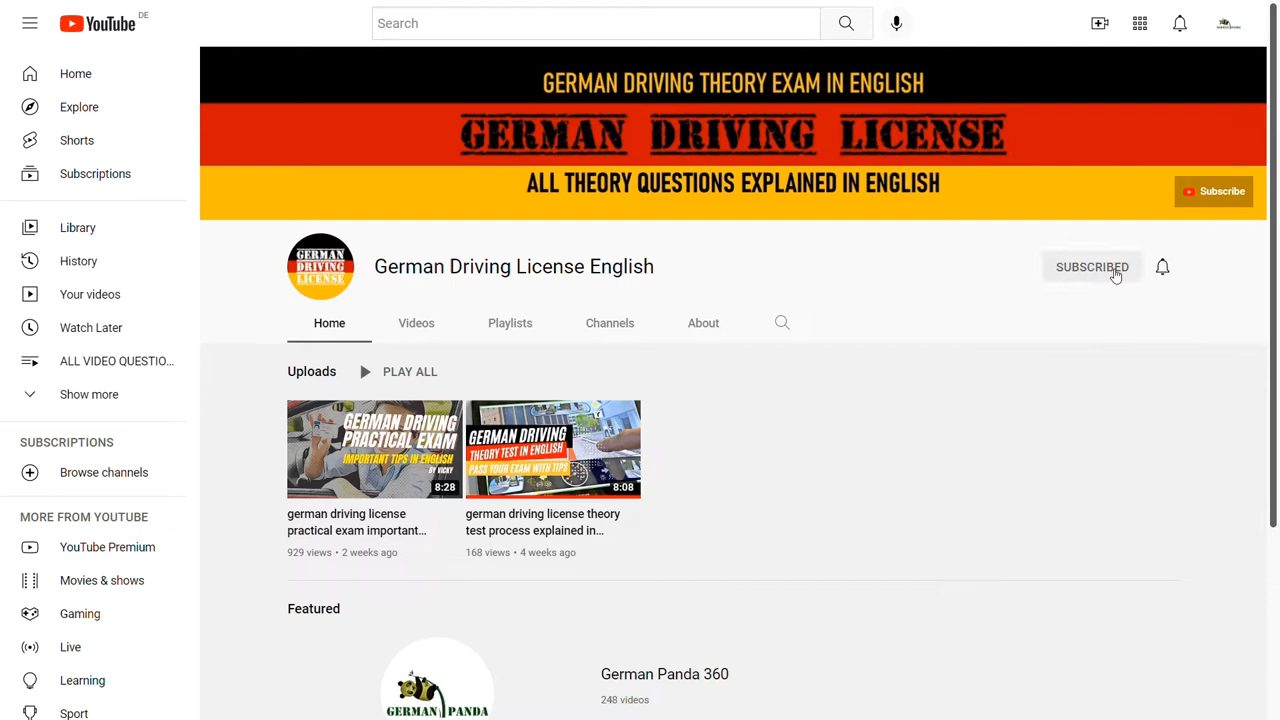 YouTube DE
Search
Home
Explore
Shorts
Subscriptions
Library
History
Your videos
Watch Later
ALL VIDEO QUESTIO...
Show more
SUBSCRIPTIONS
Browse channels
MORE FROM YOUTUBE
YouTube Premium
Movies & shows
Gaming
Live
Learning
Sport
GERMAN DRIVING THEORY EXAM IN ENGLISH
GERMAN DRIVING LICENSE
ALL THEORY QUESTIONS EXPLAINED IN ENGLISH
Subscribe
GERMAN
DRIVING
LICENSE
German Driving License English
SUBSCRIBED
Home Videos Playlists Channels About
Uploads PLAY ALL
GERMAN DRIVING
PRACTICAL EXAM
IMPORTANT TIPS IN ENGLISH
BY VICKY
8:28
german driving license
practical exam important...
929 views • 2 weeks ago
GERMAN DRIVING
THEORY TEST IN ENGLISH
PASS YOUR EXAM WITH TIPS
8:08
german driving license theory
test process explained in...
168 views • 4 weeks ago
Featured
GERMAN PANDA
German Panda 360
248 videos